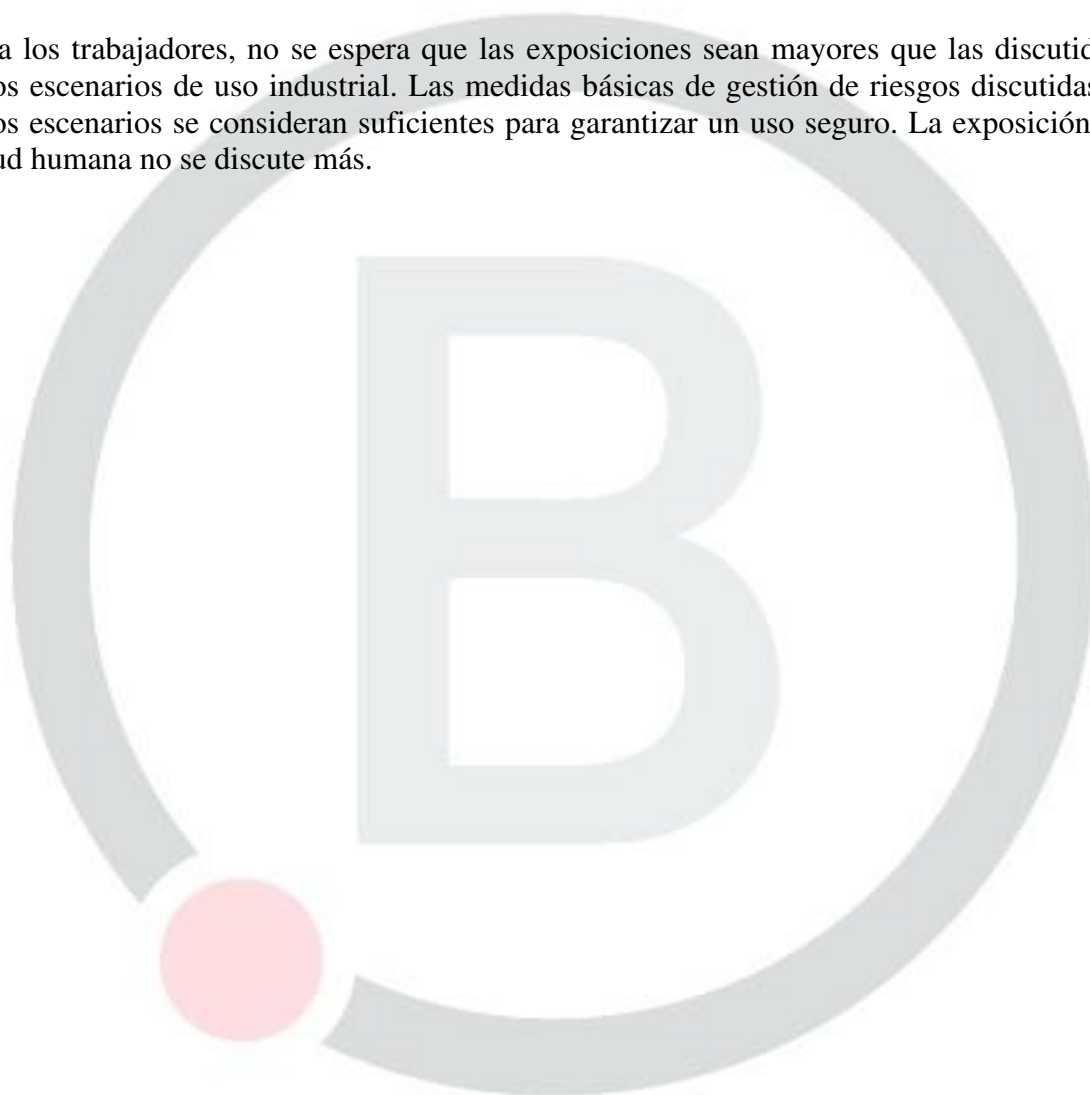 a los trabajadores, no se espera que las exposiciones sean mayores que las discutid
os escenarios de uso industrial. Las medidas básicas de gestión de riesgos discutidas
os escenarios se consideran suficientes para garantizar un uso seguro. La exposición
ud humana no se discute más.
B